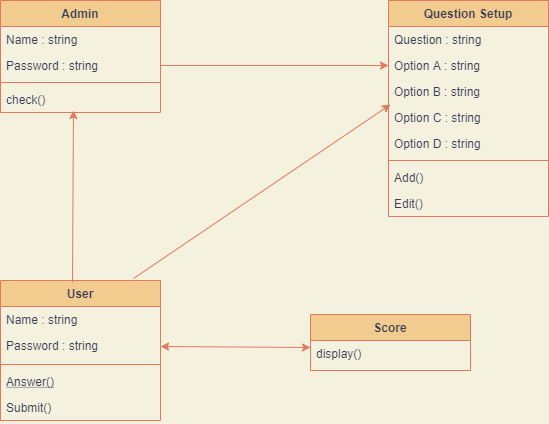 Admin
Name : string
Password : string
check()
Question Setup
Question : string
Option A : string
Option B : string
Option C : string
Option D : string
Add()
Edit()
User
Name : string
Password : string
Answer()
Submit()
Score
display()